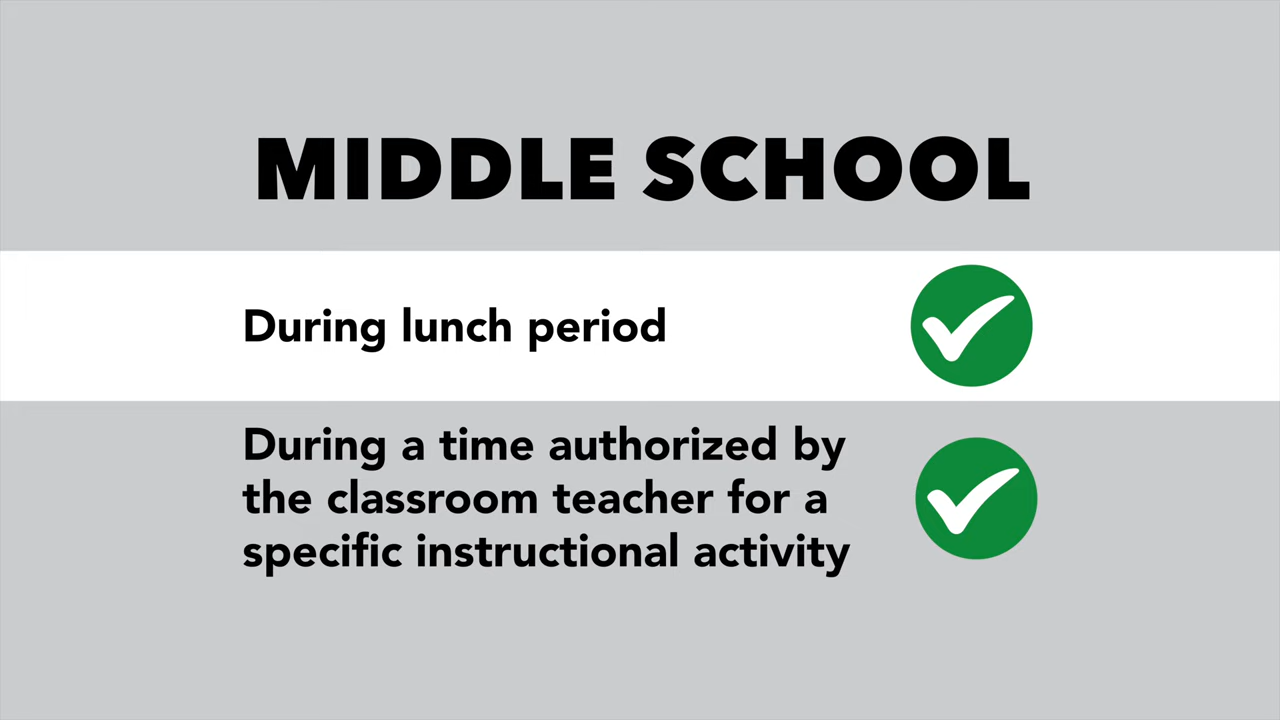 MIDDLE SCHOOL
During lunch period
During a time authorized by
the classroom teacher for a
specific instructional activity